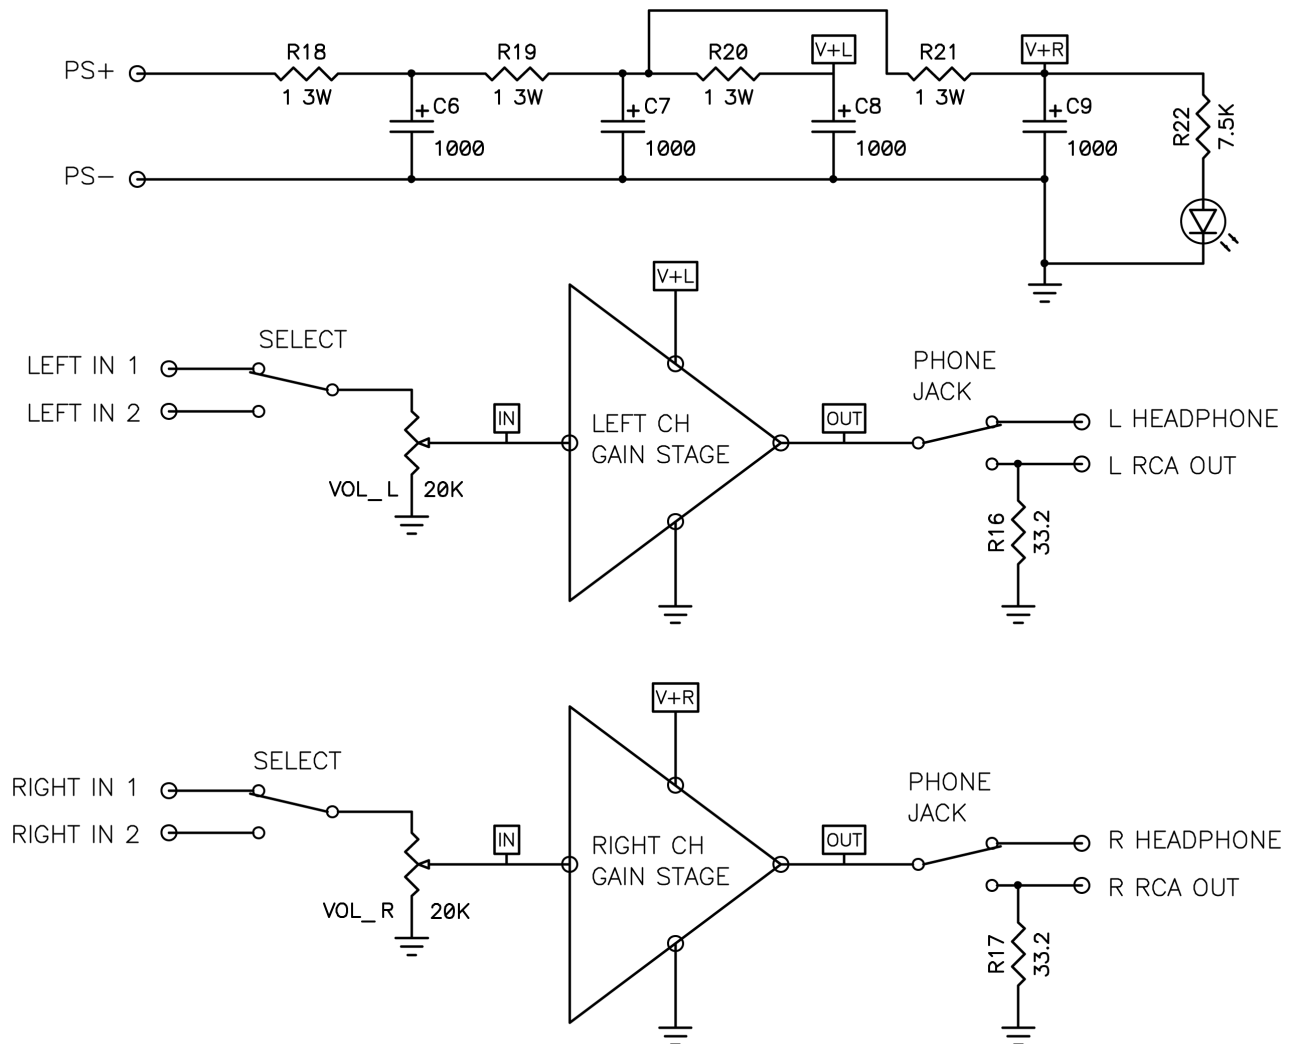 PS+
R18
1 3W
+ C6
1000
R19
1 3W
+ C7
1000
R20
1 3W
V+L
+ C8
1000
R21
1 3W
V+R
+ C9
1000
R22
7.5K
PS-
LEFT IN 1
LEFT IN 2
SELECT
VOL_L 20K
IN
V+L
LEFT CH
GAIN STAGE
OUT
PHONE
JACK
L HEADPHONE
L RCA OUT
R16
33.2
RIGHT IN 1
RIGHT IN 2
SELECT
VOL_R 20K
IN
V+R
RIGHT CH
GAIN STAGE
OUT
PHONE
JACK
R HEADPHONE
R RCA OUT
R17
33.2